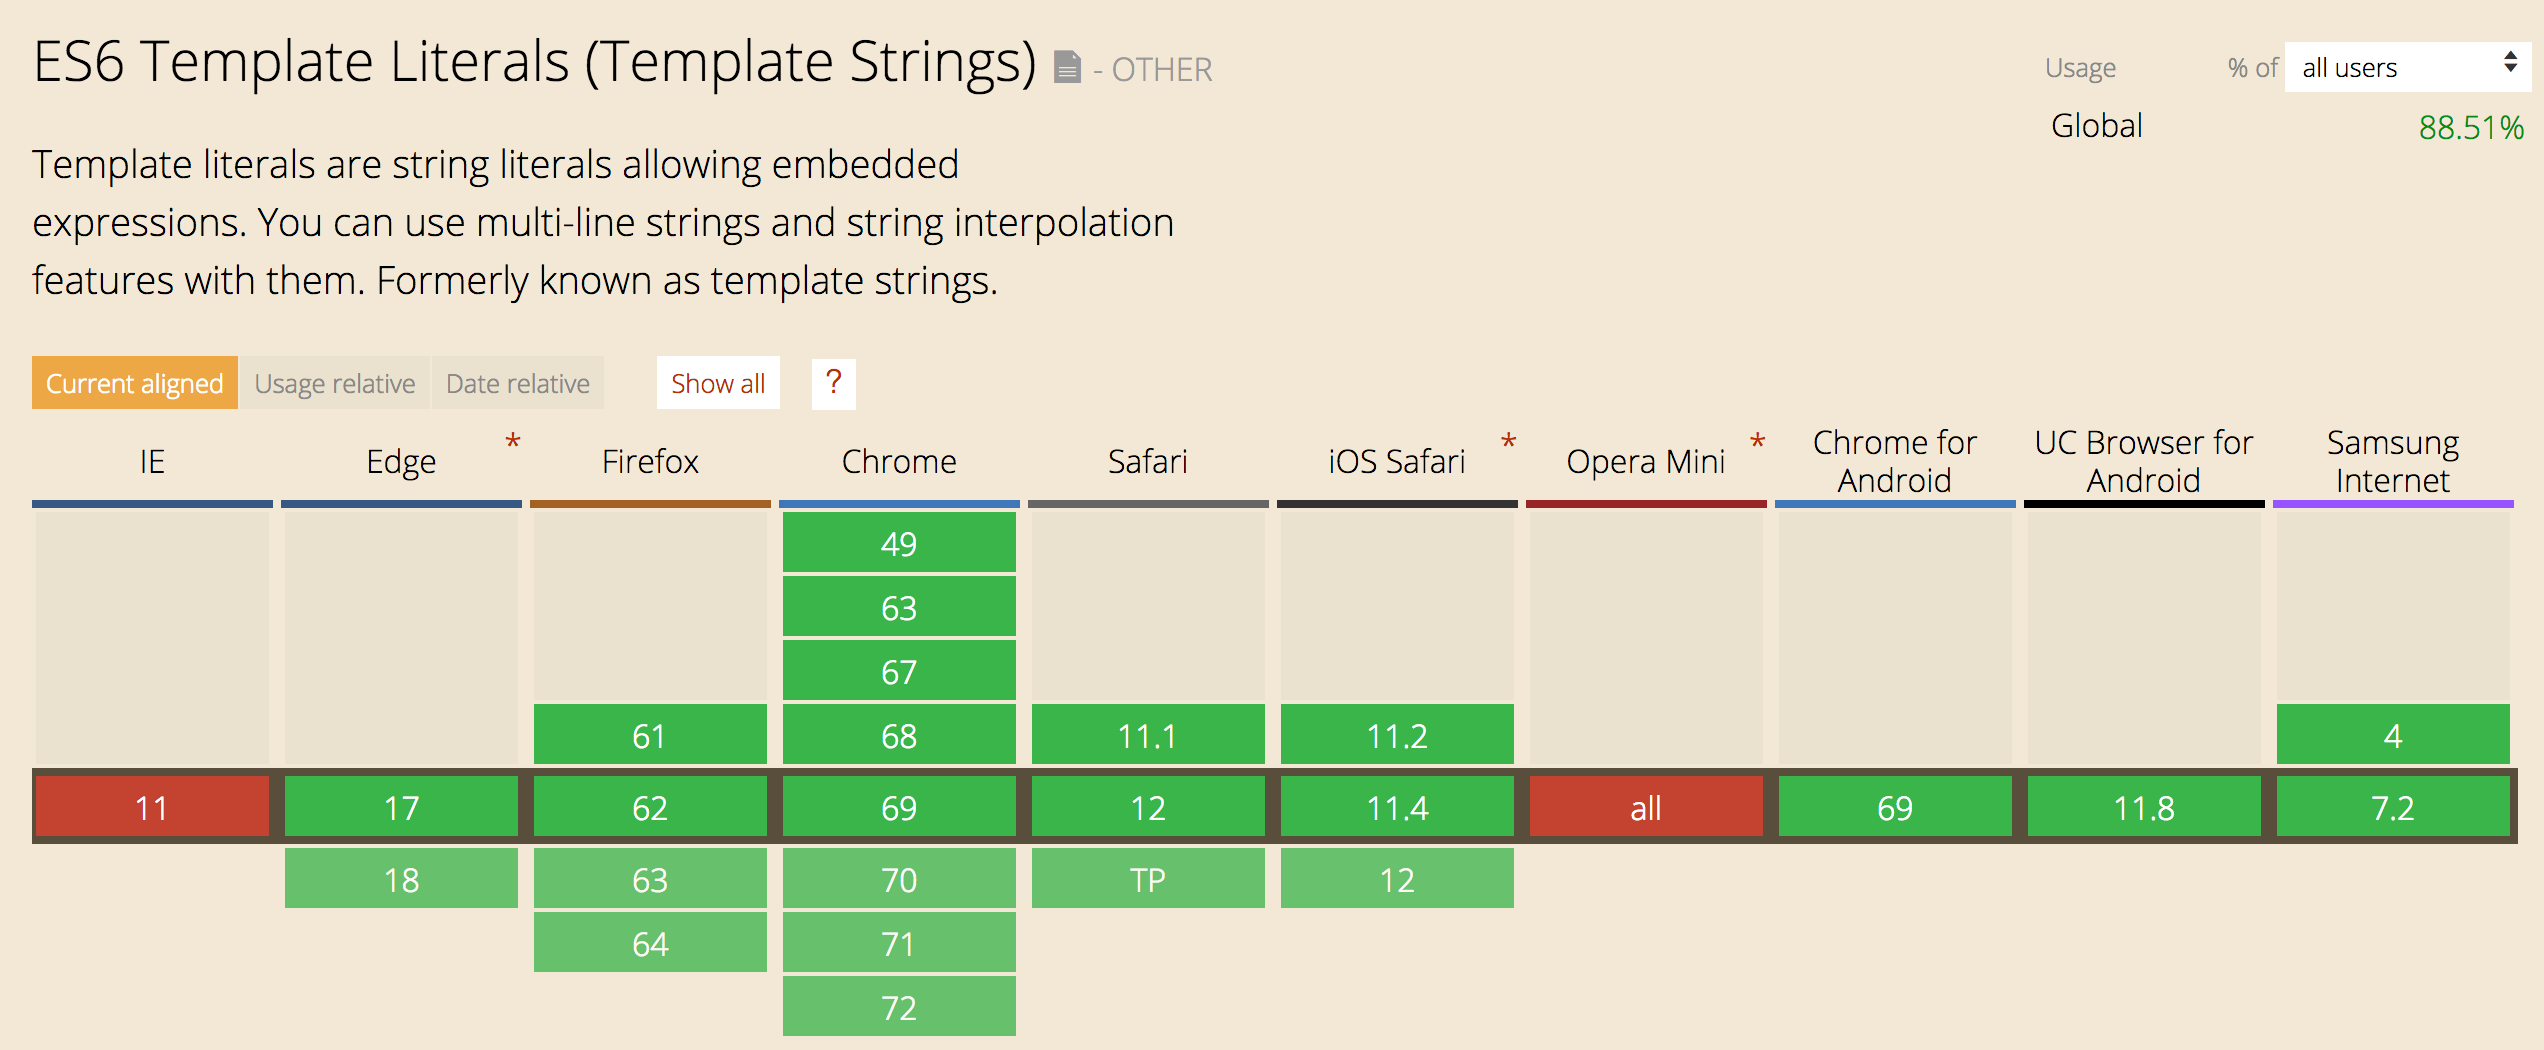 ES6 Template Literals (Template Strings) - OTHER
Usage % of all users
Global 88.51%
Template literals are string literals allowing embedded
expressions. You can use multi-line strings and string interpolation
features with them. Formerly known as template strings.
Current aligned Usage relative Date relative Show all ?
IE Edge * Firefox Chrome Safari iOS Safari * Opera Mini * Chrome for Android UC Browser for Android Samsung Internet
49
63
67
61 68 11.1 11.2 4
11 17 62 69 12 11.4 all 69 11.8 7.2
18 63 70 TP 12
64 71
72